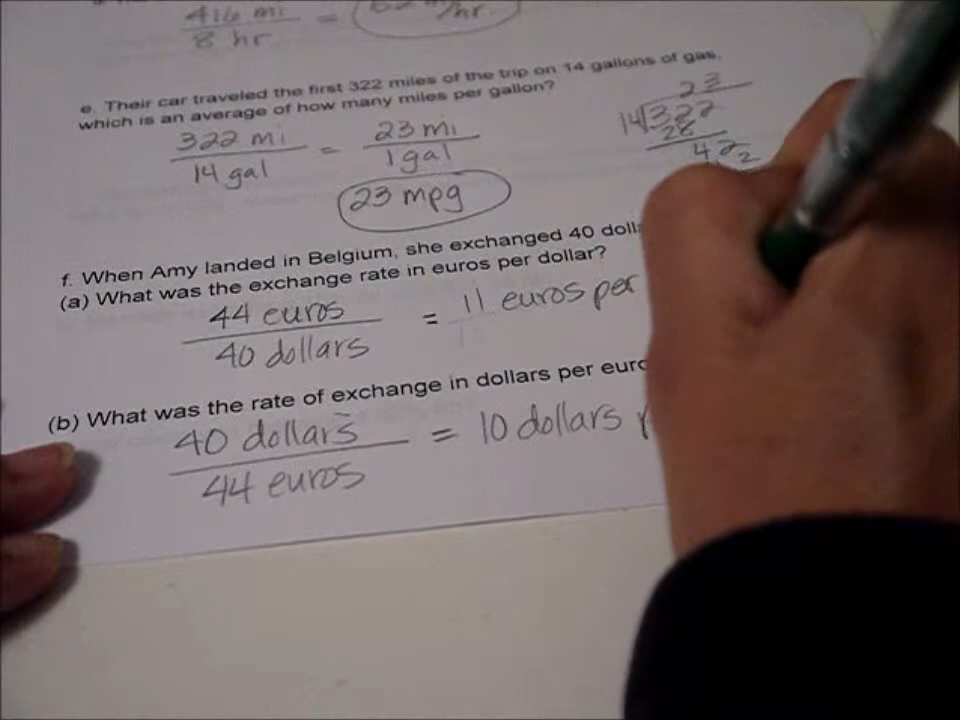 416 mi
8 hr
= /hr
e. Their car traveled the first 322 miles of the trip on 14 gallons of gas,
which is an average of how many miles per gallon?
322 mi
14 gal
=
23 mi
1 gal
23 mpg
23
14 322
28
42
f. When Amy landed in Belgium, she exchanged 40
(a) What was the exchange rate in euros per dollar?
44 euros
40 dollars
= 11 euros per
(b) What was the rate of exchange in dollars per
40 dollars
44 euros
= 10 dollars